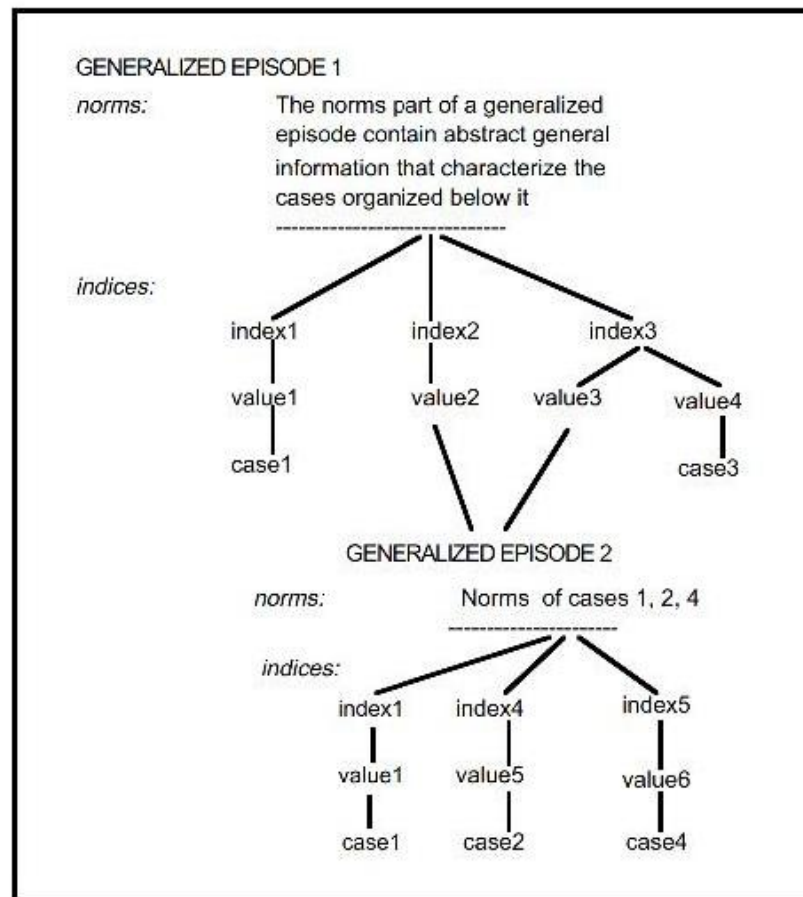 GENERALIZED EPISODE 1
norms: The norms part of a generalized
episode contain abstract general
information that characterize the
cases organized below it
indices:
index1 index2 index3
value1 value2 value3 value4
case1 case3
GENERALIZED EPISODE 2
norms: Norms of cases 1, 2, 4
indices:
index1 index4 index5
value1 value5 value6
case1 case2 case4